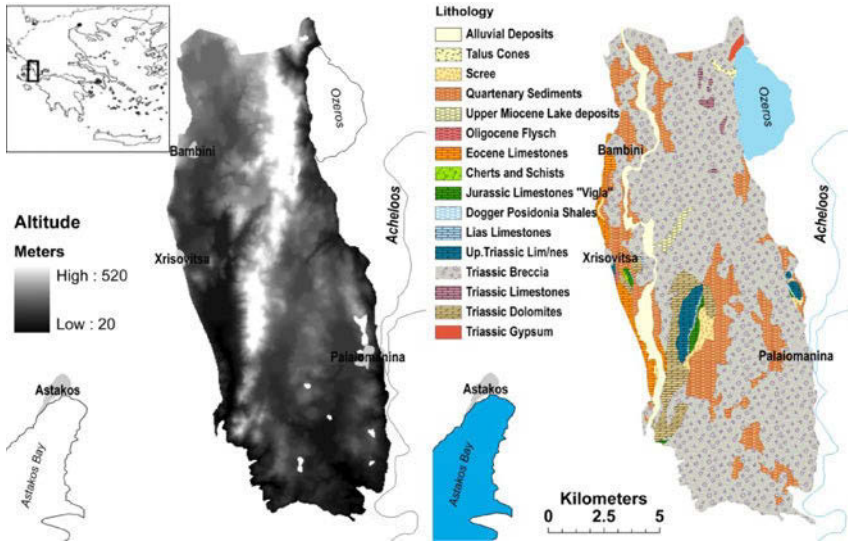 Bambini
Ozeros
Acheloos
Altitude
Meters
High : 520
Low : 20
Xrisovitsa
Palaiomanina
Astakos
Astakos Bay
Lithology
Alluvial Deposits
Talus Cones
Scree
Quartenary Sediments
Upper Miocene Lake deposits
Oligocene Flysch
Eocene Limestones
Cherts and Schists
Jurassic Limestones "Vigla"
Dogger Posidonia Shales
Lias Limestones
Up.Triassic Lim/nes
Triassic Breccia
Triassic Limestones
Triassic Dolomites
Triassic Gypsum
Ozeros
Bambini
Acheloos
Xrisovitsa
Palaiomanina
Astakos
Astakos Bay
Kilometers
0 2.5 5